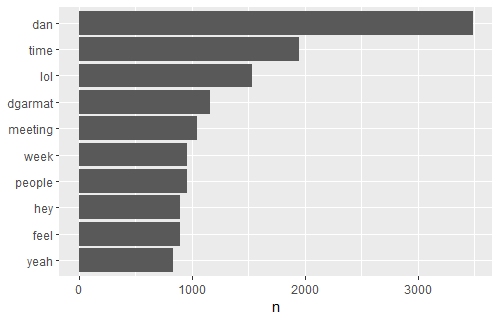 dan
time
lol
dgarmat
meeting
week
people
hey
feel
yeah
0 1000 2000 3000
n